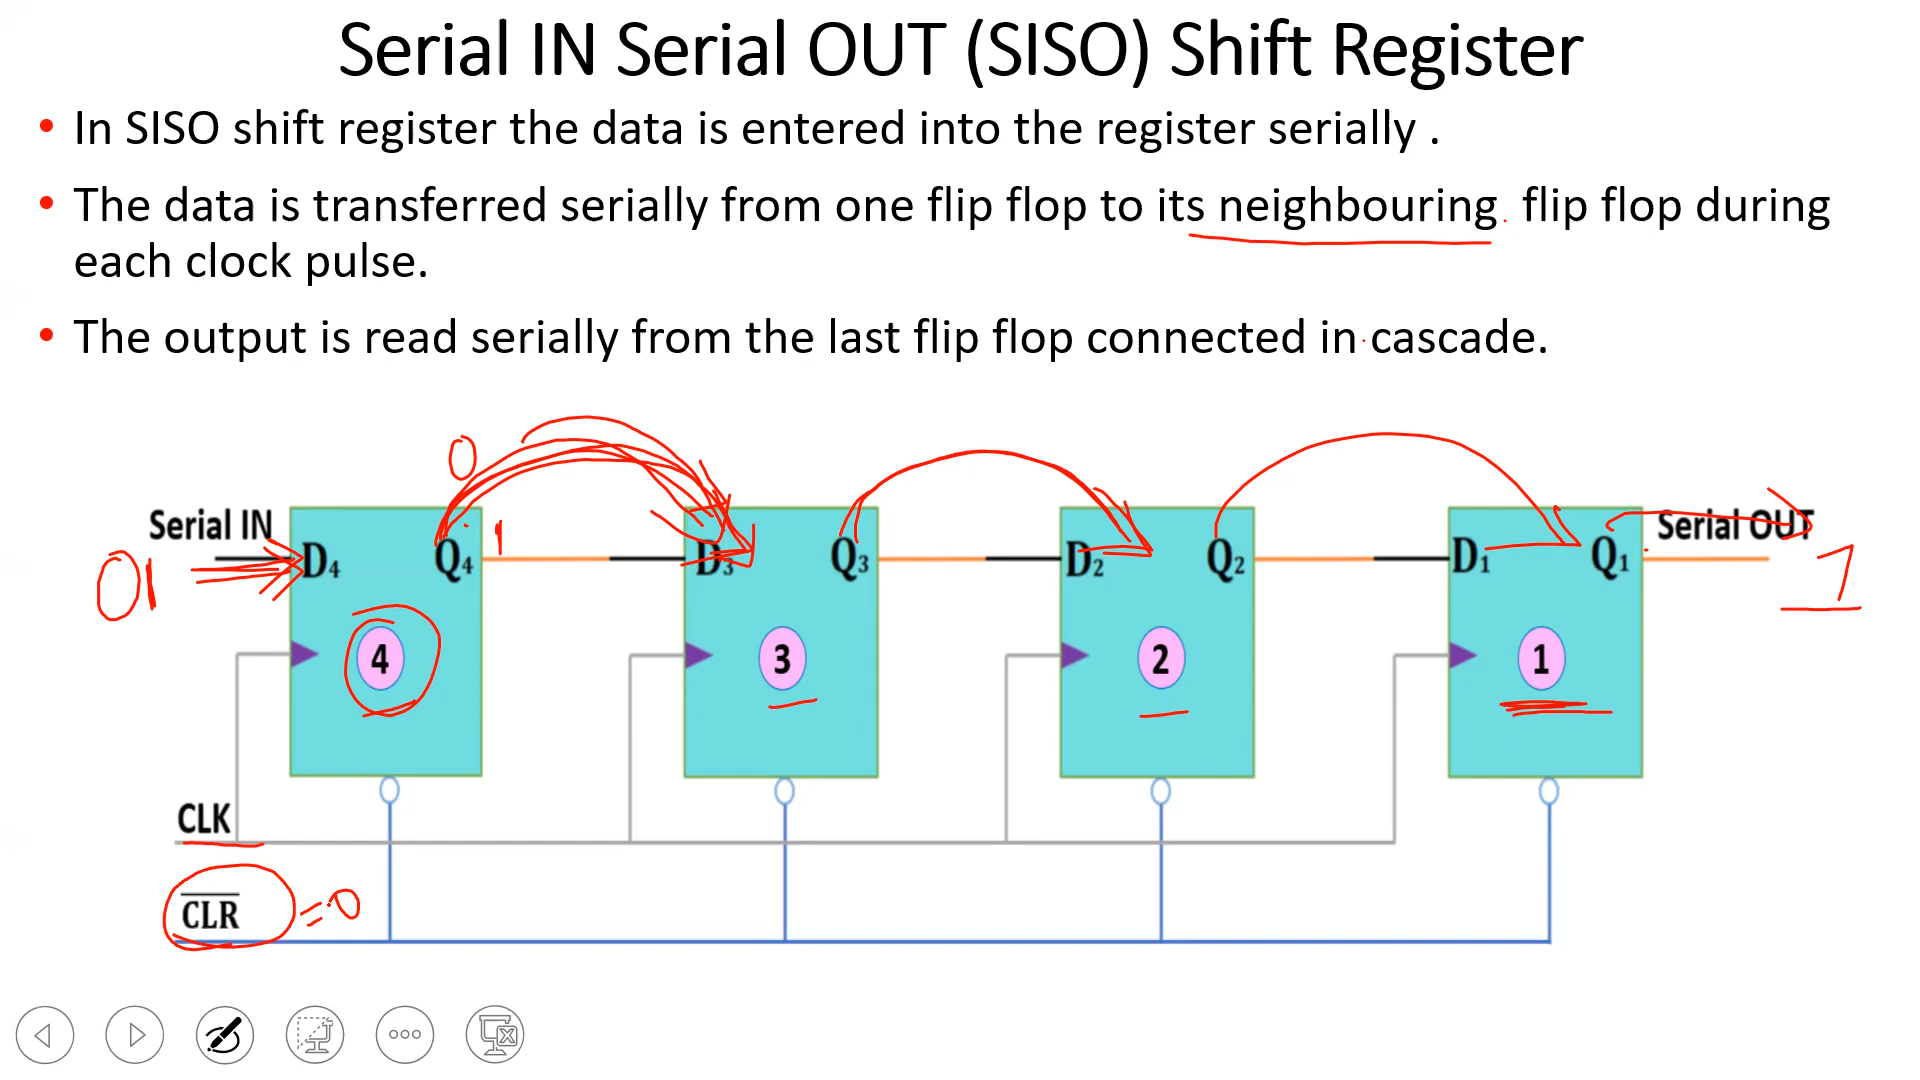 Serial IN Serial OUT (SISO) Shift Register
• In SISO shift register the data is entered into the register serially .
• The data is transferred serially from one flip flop to its neighbouring flip flop during
each clock pulse.
• The output is read serially from the last flip flop connected in cascade.
0
Serial IN
01
D4
Q4
1
D3
Q3
D2
Q2
D1
Q1
Serial OUT
1
4
3
2
1
CLK
C̅L̅R̅ =0